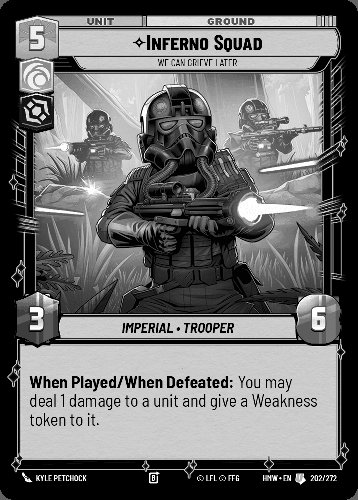 UNIT
GROUND
5
✧INFERNO SQUAD
WE CAN GRIEVE LATER
3
IMPERIAL • TROOPER
6
When Played/When Defeated: You may
deal 1 damage to a unit and give a Weakness
token to it.
KYLE PETCHOCK
© LFL © FFG
HMW • EN
202/272